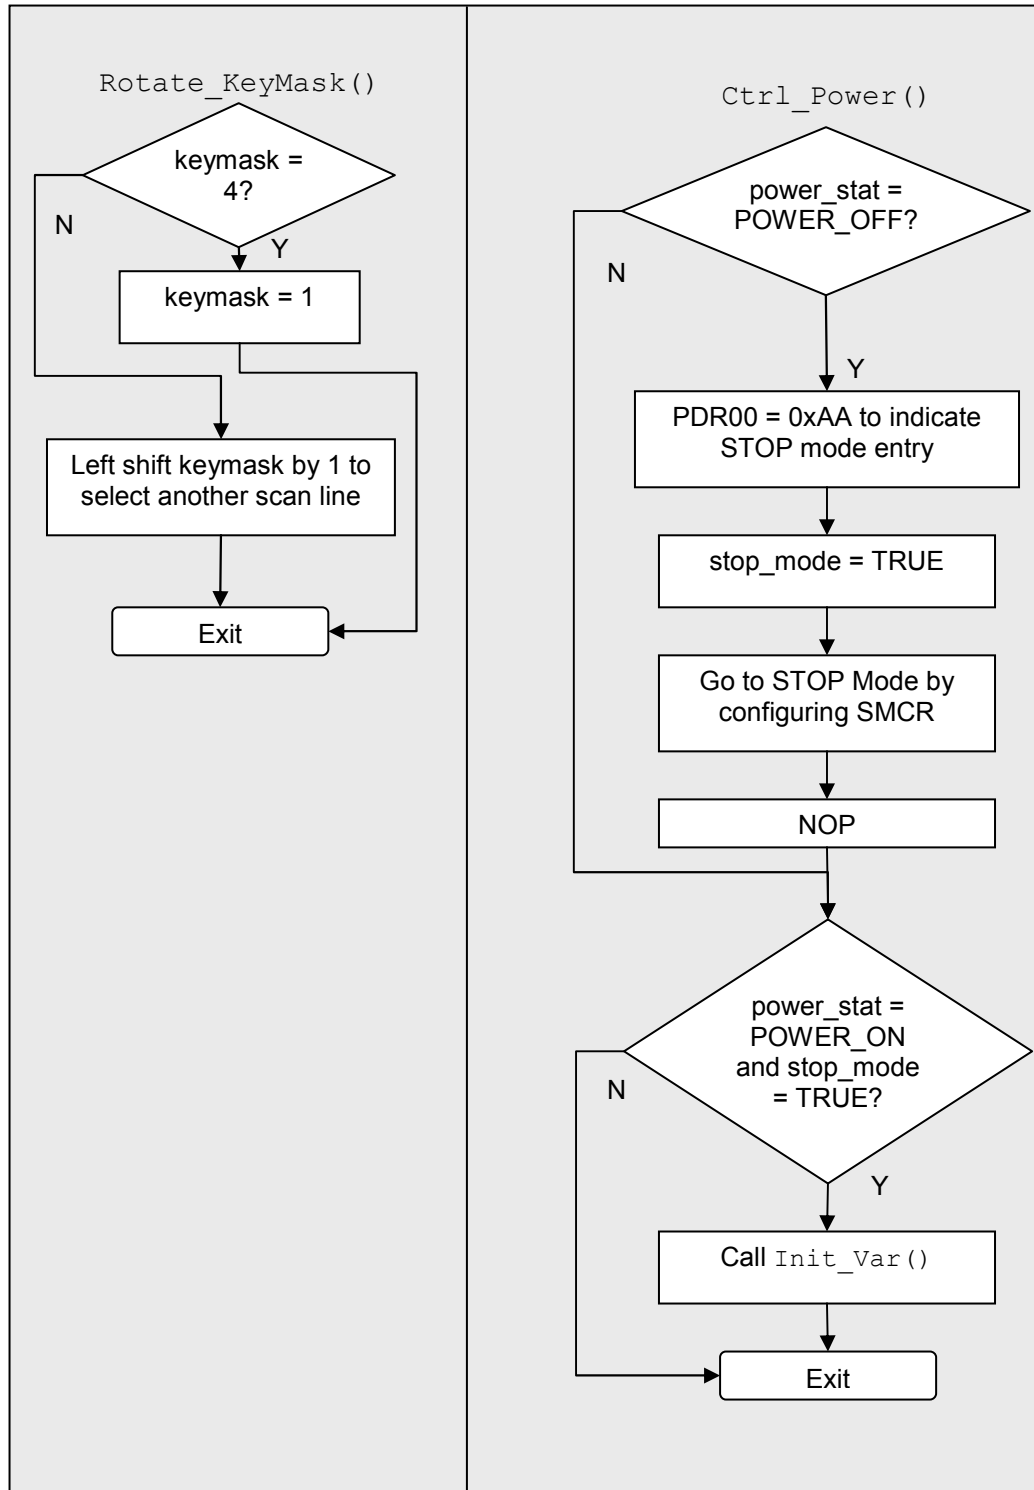 Rotate_KeyMask()
keymask =
4?
N
Y
keymask = 1
Left shift keymask by 1 to
select another scan line
Exit
Ctrl_Power()
power_stat =
POWER_OFF?
N
Y
PDR00 = 0xAA to indicate
STOP mode entry
stop_mode = TRUE
Go to STOP Mode by
configuring SMCR
NOP
power_stat =
POWER_ON
and stop_mode
= TRUE?
N
Y
Call Init_Var()
Exit